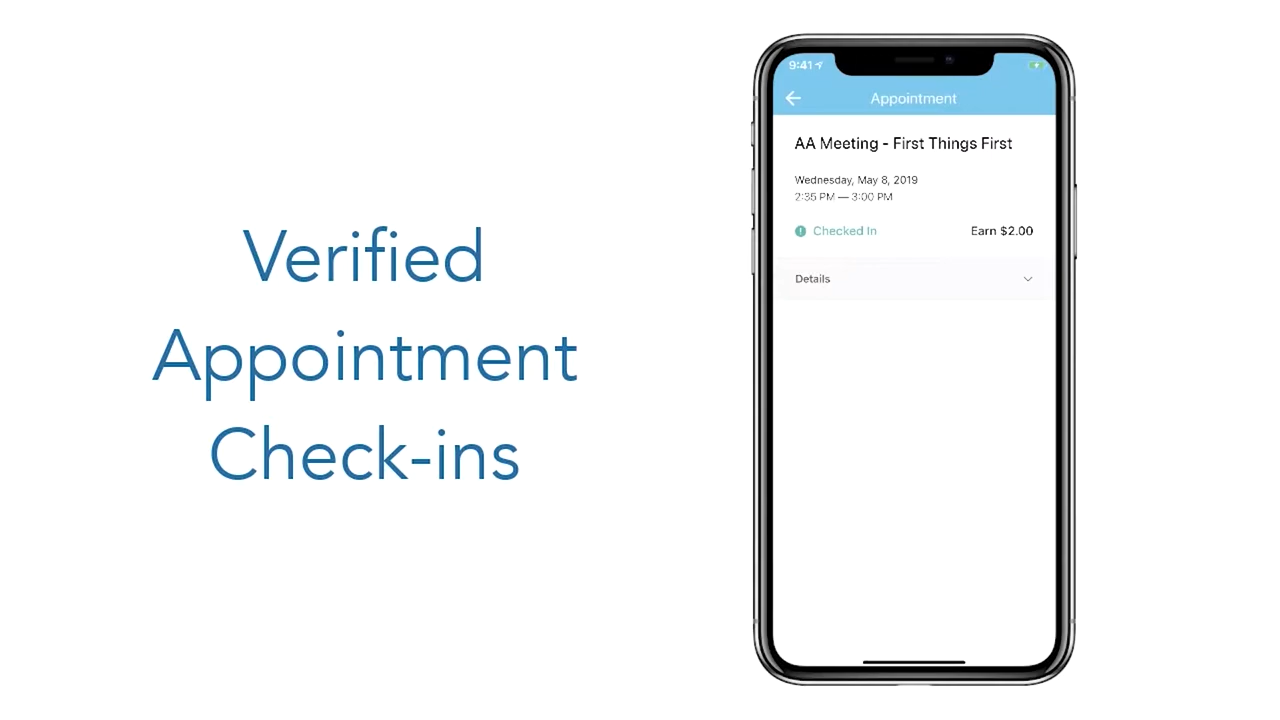 Verified
Appointment
Check-ins
9:41
Appointment
AA Meeting - First Things First
Wednesday, May 8, 2019
2:35 PM — 3:00 PM
Checked In
Earn $2.00
Details